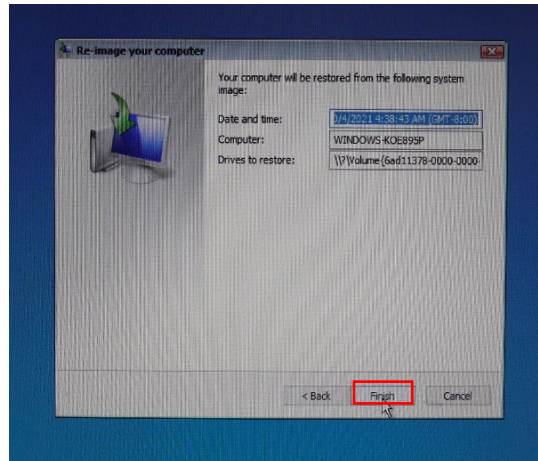 Re-image your computer
Your computer will be restored from the following system
image:
Date and time:
0/4/2021 4:38:43 AM (GMT-8:00)
Computer:
WINDOWS-KOE895P
Drives to restore:
\\?\Volume{6ad11378-0000-0000-
< Back
Finish
Cancel